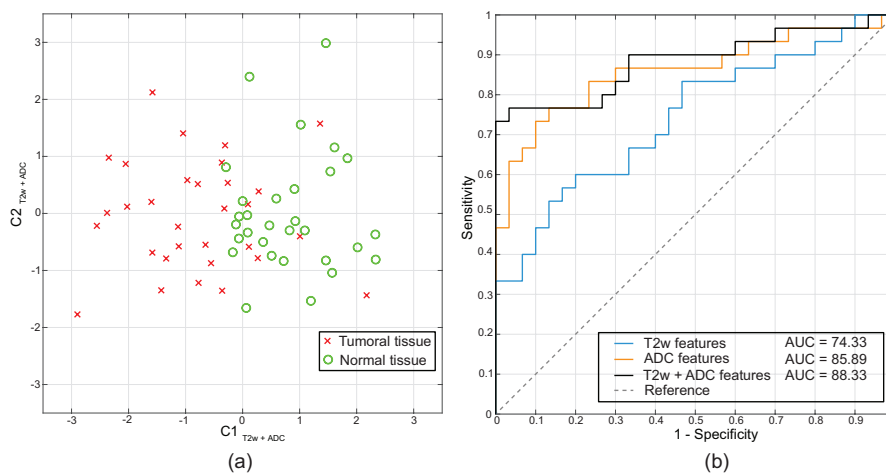 3
2
1
0
-1
-2
-3
C2 T2w + ADC
Tumoral tissue
Normal tissue
-3 -2 -1 0 1 2 3
C1 T2w + ADC
(a)
1
0.9
0.8
0.7
0.6
0.5
0.4
0.3
0.2
0.1
0
Sensitivity
T2w features AUC = 74.33
ADC features AUC = 85.89
T2w + ADC features AUC = 88.33
Reference
0 0.1 0.2 0.3 0.4 0.5 0.6 0.7 0.8 0.9
1 - Specificity
(b)